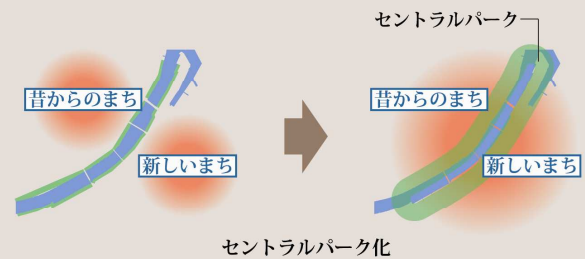 セントラルパーク
昔からのまち
昔からのまち
新しいまち
新しいまち
セントラルパーク化